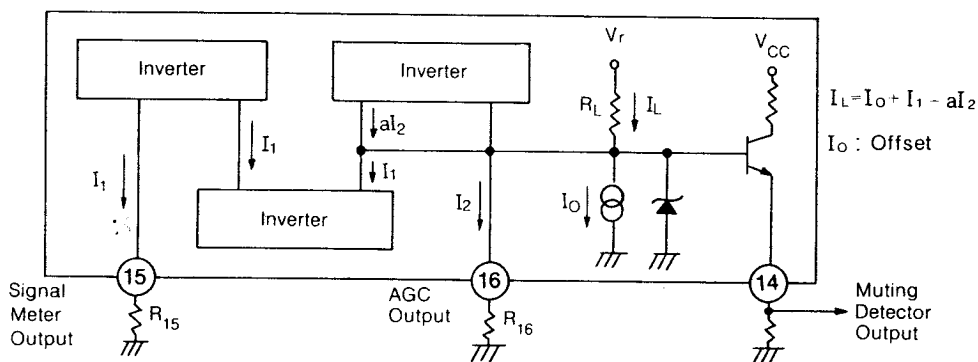 Inverter
Inverter
Vr
VCC
RL
IL
IL=IO+I1-aI2
IO : Offset
aI2
I1
I1
I1
Inverter
I2
IO
15
16
14
Signal
Meter
Output
R15
AGC
Output
R16
Muting
Detector
Output